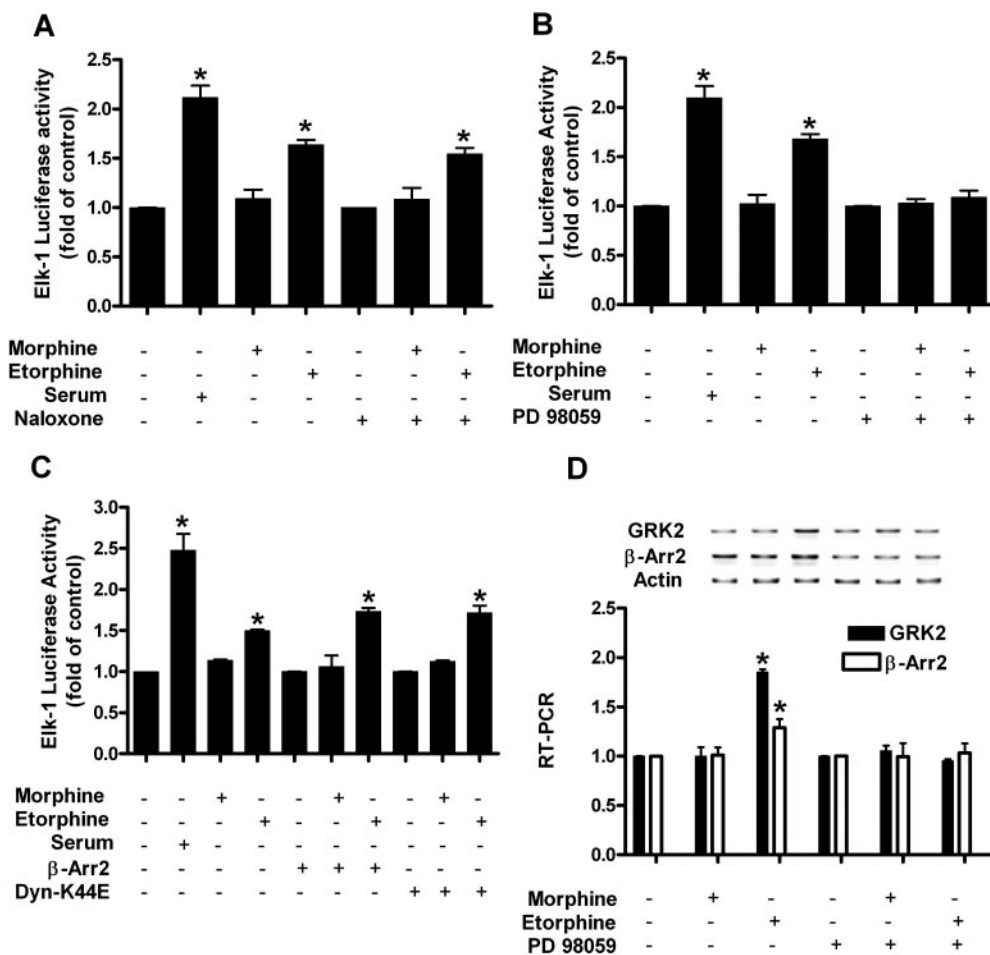 A
Elk-1 Luciferase activity
(fold of control)
2.5
2.0
1.5
1.0
0.5
0.0
*
*
*
Morphine - - + - - + -
Etorphine - - - + - - +
Serum - + - - - - -
Naloxone - - - - + + +
B
Elk-1 Luciferase Activity
(fold of control)
2.5
2.0
1.5
1.0
0.5
0.0
*
*
Morphine - - + - - + -
Etorphine - - - + - - +
Serum - + - - - - -
PD 98059 - - - - + + +
C
Elk-1 Luciferase Activity
(fold of control)
3.0
2.5
2.0
1.5
1.0
0.5
0.0
*
*
*
*
Morphine - - + - - + - - + -
Etorphine - - - + - - + - - +
Serum - + - - - - - - - -
β-Arr2 - - - - + + + - - -
Dyn-K44E - - - - - - - + + +
D
GRK2
β-Arr2
Actin
RT-PCR
2.5
2.0
1.5
1.0
0.5
0.0
*
*
GRK2
β-Arr2
Morphine - + - - + -
Etorphine - - + - - +
PD 98059 - - - + + +